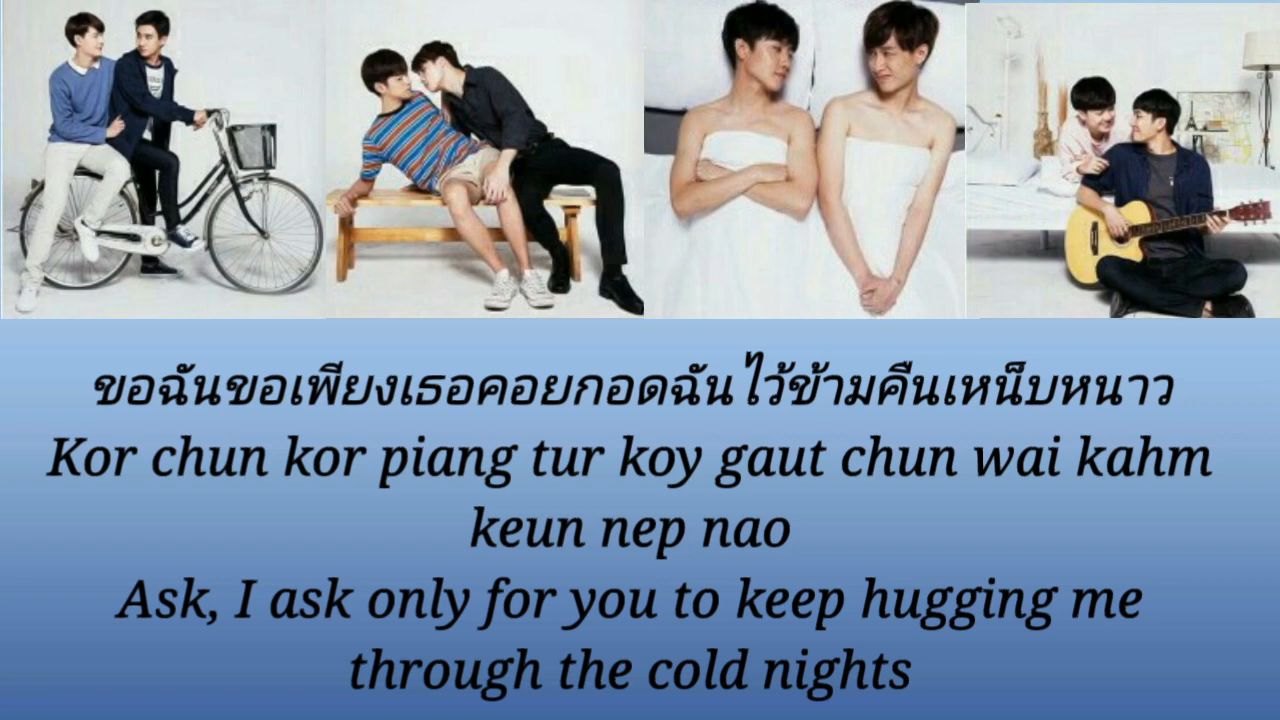 ขอฉันขอเพียงเธอคอยกอดฉันไว้ข้ามคืนเหน็บหนาว
Kor chun kor piang tur koy gaut chun wai kahm
keun nep nao
Ask, I ask only for you to keep hugging me
through the cold nights